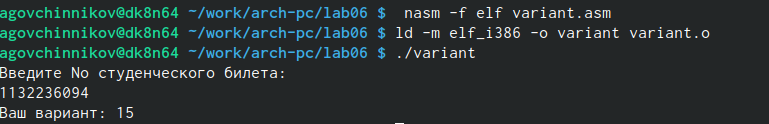 agovchinnikov@dk8n64 ~/work/arch-pc/lab06 $  nasm -f elf variant.asm
agovchinnikov@dk8n64 ~/work/arch-pc/lab06 $ ld -m elf_i386 -o variant variant.o
agovchinnikov@dk8n64 ~/work/arch-pc/lab06 $ ./variant
Введите No студенческого билета:
1132236094
Ваш вариант: 15